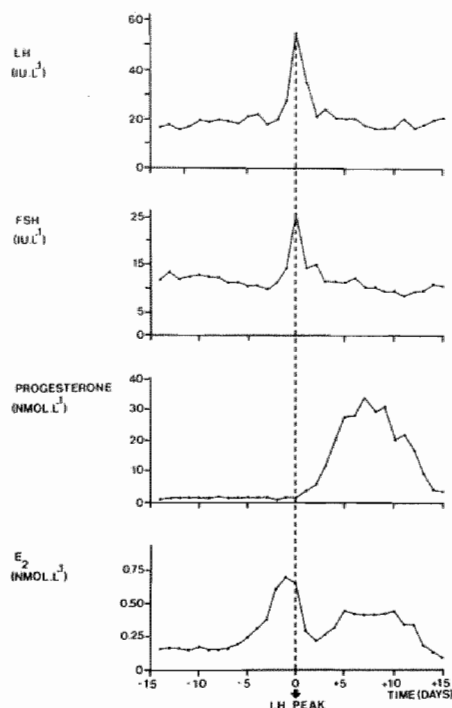 60
LH
(IU.L⁻¹)
40
20
0
25
FSH
(IU.L⁻¹)
15
5
0
PROGESTERONE
(NMOL.L⁻¹)
40
30
20
10
0
E₂
(NMOL.L⁻¹)
0.75
0.50
0.25
0
-15 -10 -5 0 +5 +10 +15
TIME(DAYS)
LH PEAK